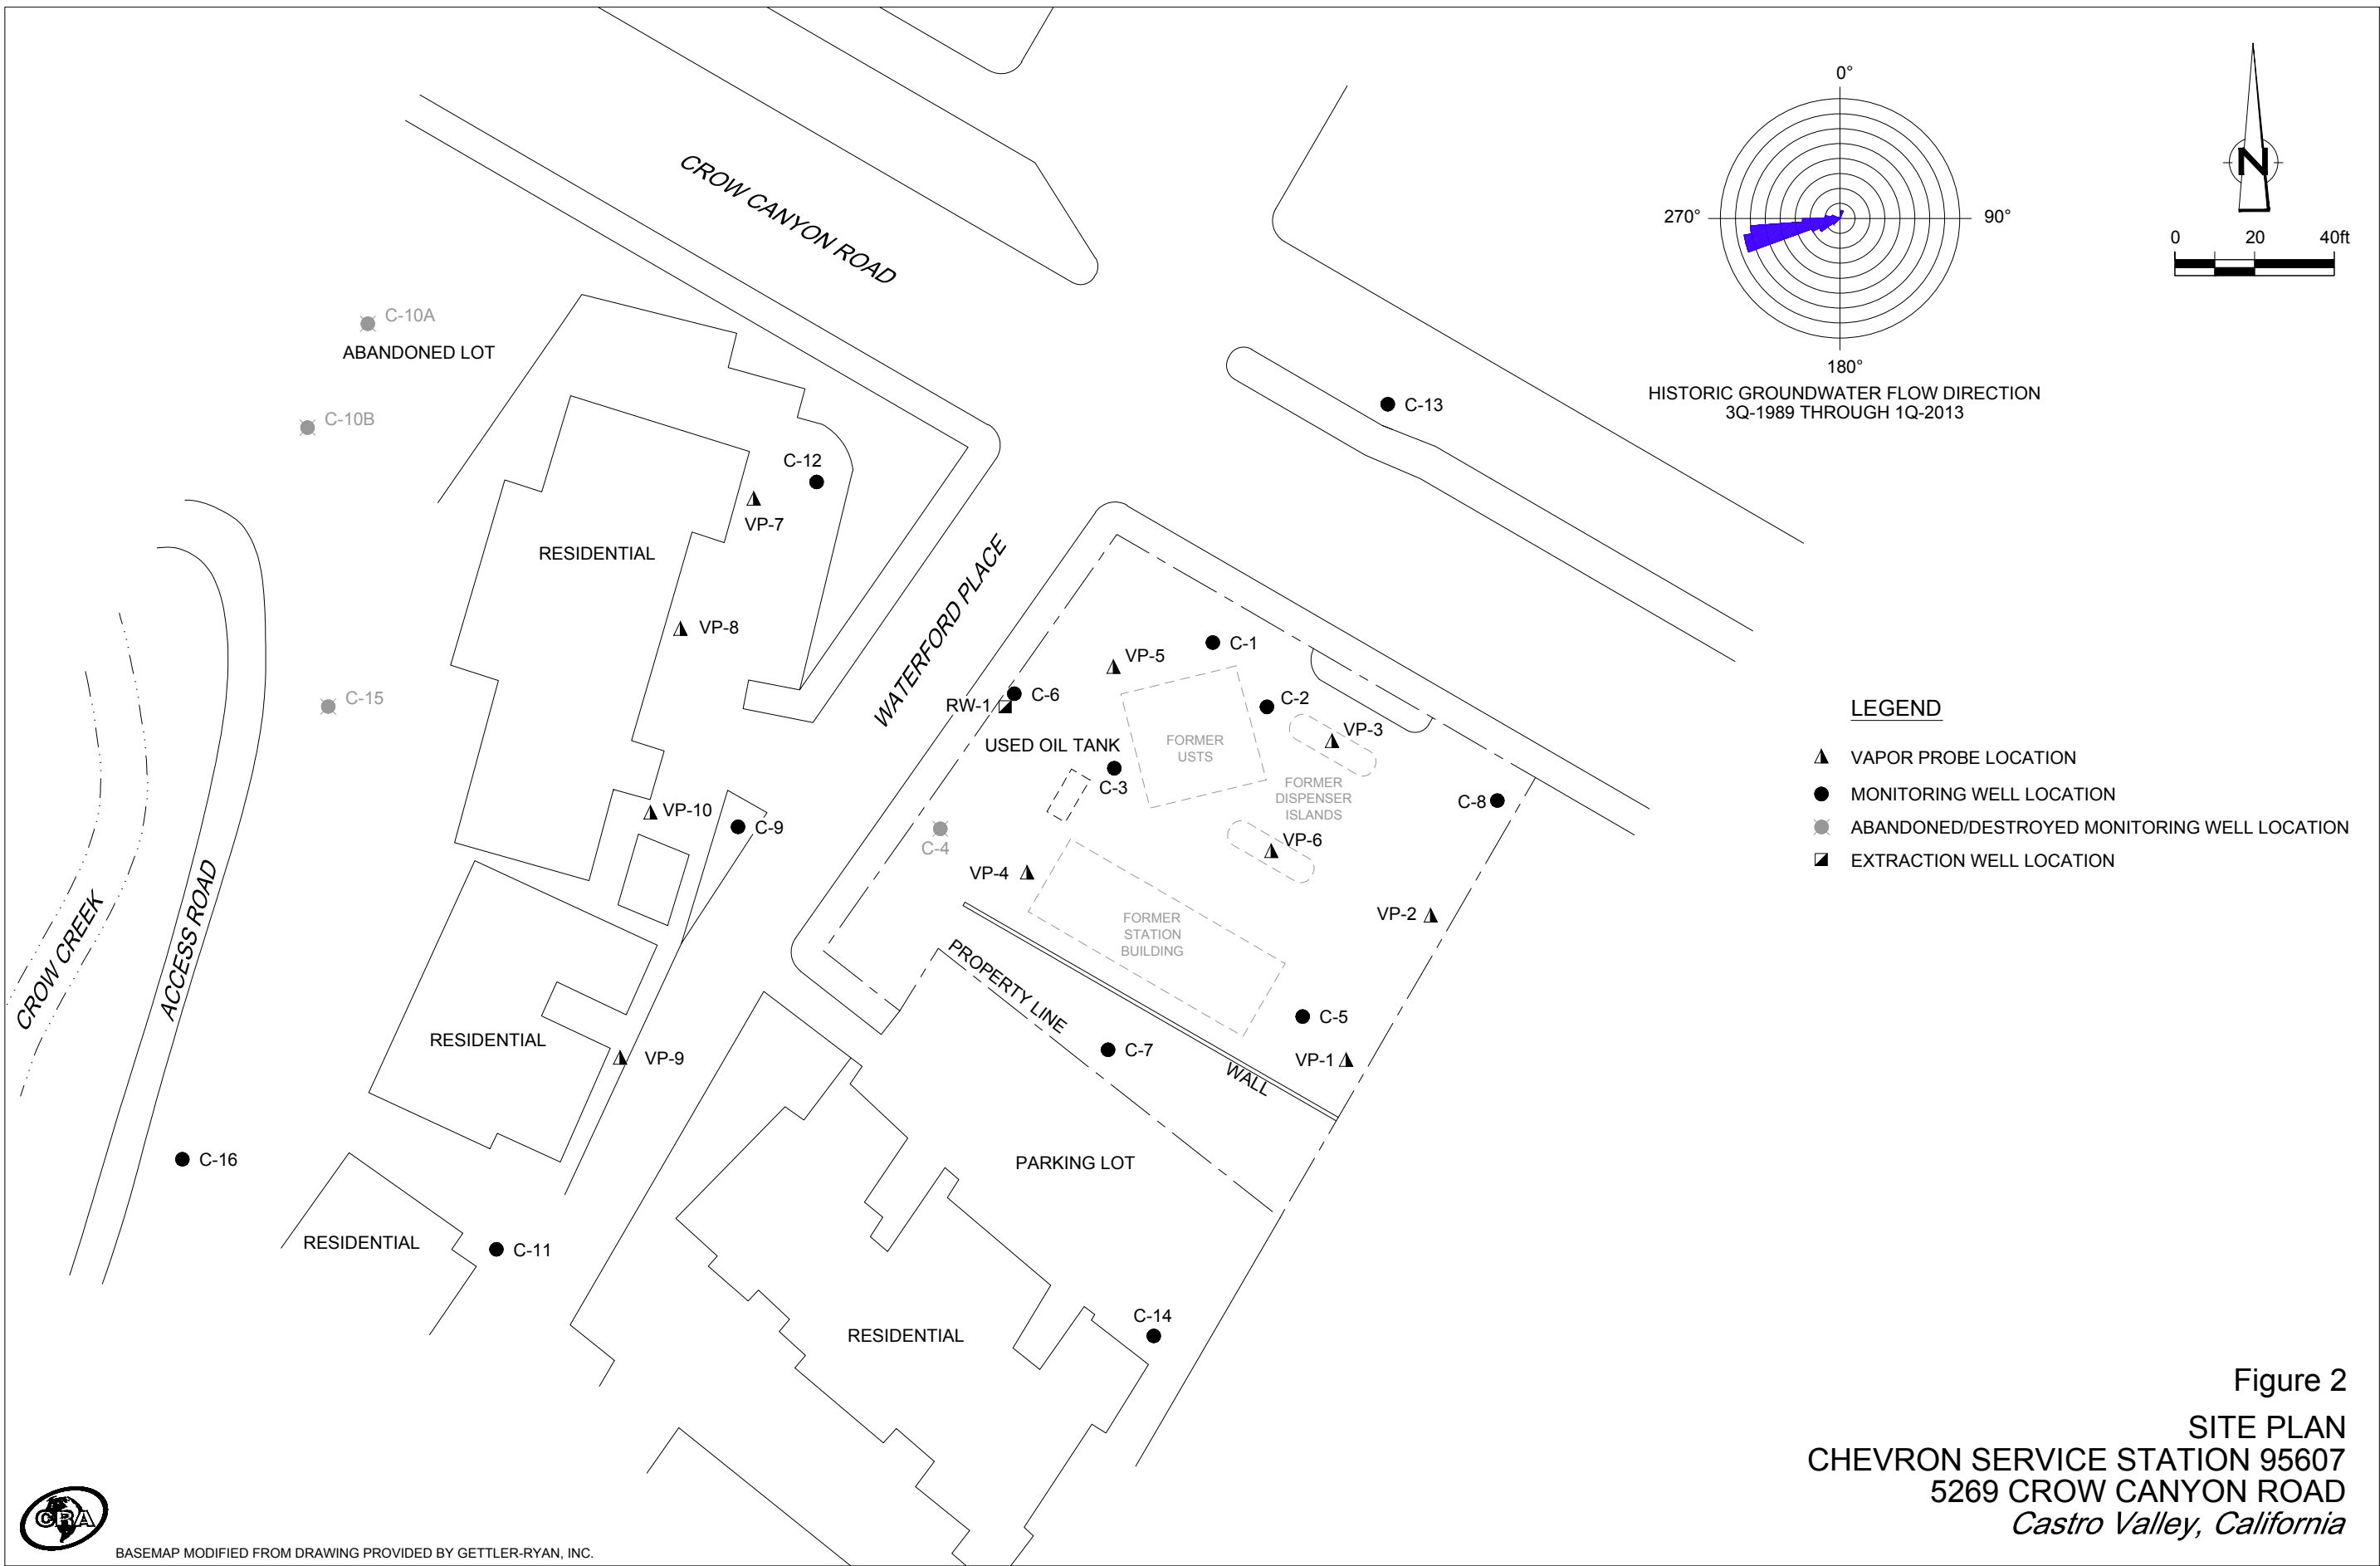 CROW CANYON ROAD
0°
270°
90°
180°
HISTORIC GROUNDWATER FLOW DIRECTION
3Q-1989 THROUGH 1Q-2013
N
0 20 40ft
C-10A
ABANDONED LOT
C-10B
C-13
C-12
VP-7
RESIDENTIAL
WATERFORD PLACE
VP-8
C-1
VP-5
C-15
C-6
RW-1
C-2
VP-3
USED OIL TANK
FORMER
USTS
C-3
FORMER
DISPENSER
ISLANDS
C-8
VP-10
C-9
C-4
VP-6
VP-4
FORMER
STATION
BUILDING
VP-2
CROW CREEK
ACCESS ROAD
PROPERTY LINE
C-5
RESIDENTIAL
VP-9
C-7
VP-1
WALL
C-16
PARKING LOT
RESIDENTIAL
C-11
C-14
RESIDENTIAL
LEGEND
VAPOR PROBE LOCATION
MONITORING WELL LOCATION
ABANDONED/DESTROYED MONITORING WELL LOCATION
EXTRACTION WELL LOCATION
Figure 2
SITE PLAN
CHEVRON SERVICE STATION 95607
5269 CROW CANYON ROAD
Castro Valley, California
CRA
BASEMAP MODIFIED FROM DRAWING PROVIDED BY GETTLER-RYAN, INC.